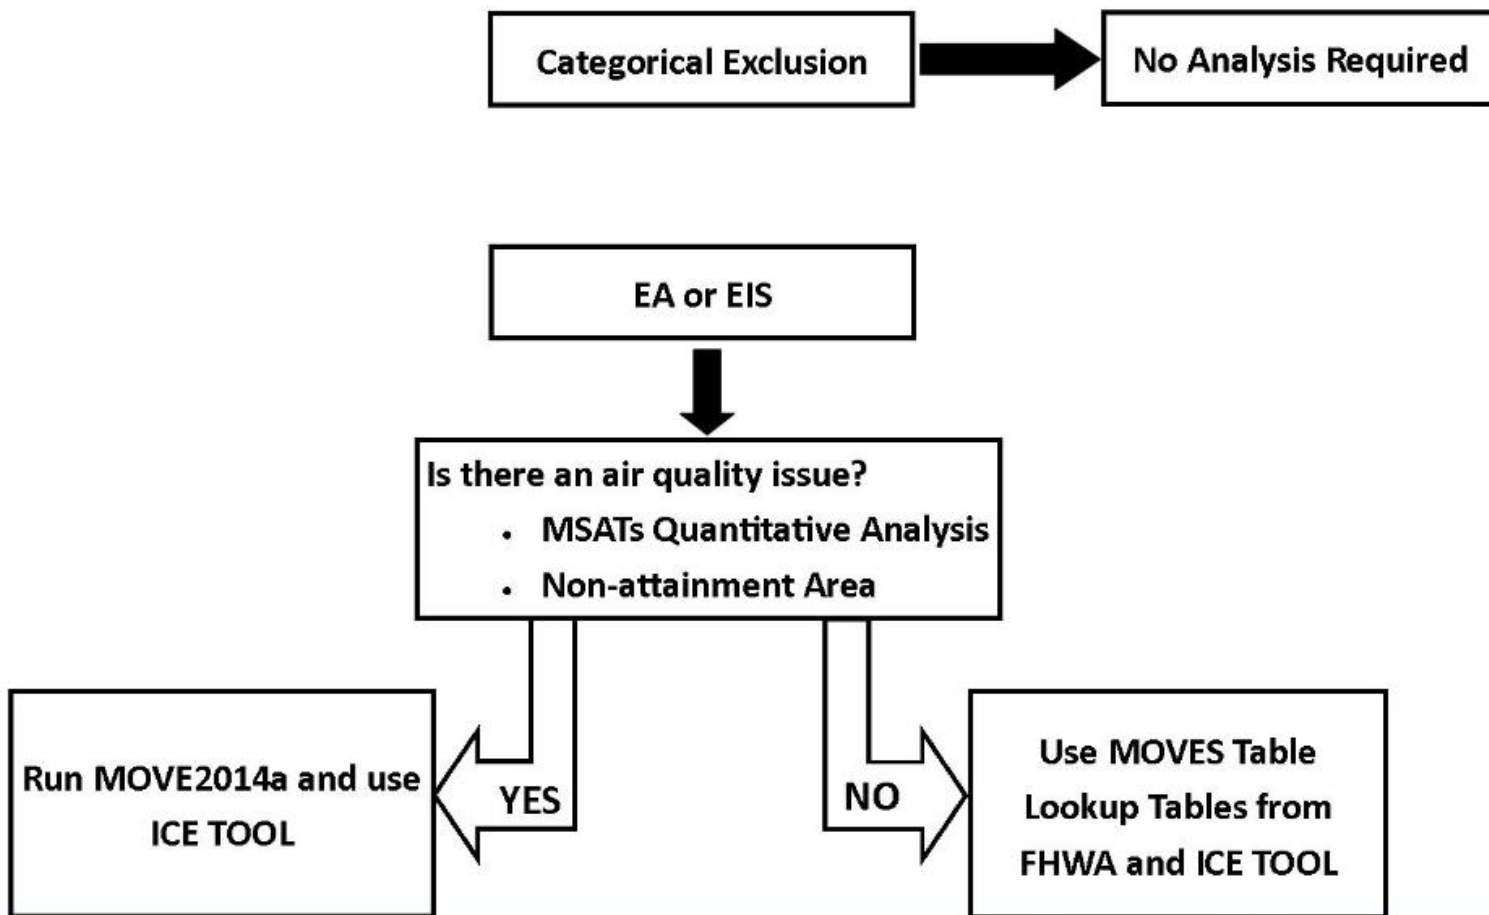 Categorical Exclusion
No Analysis Required
EA or EIS
Is there an air quality issue?
• MSATs Quantitative Analysis
• Non-attainment Area
Run MOVE2014a and use
ICE TOOL
YES
NO
Use MOVES Table
Lookup Tables from
FHWA and ICE TOOL